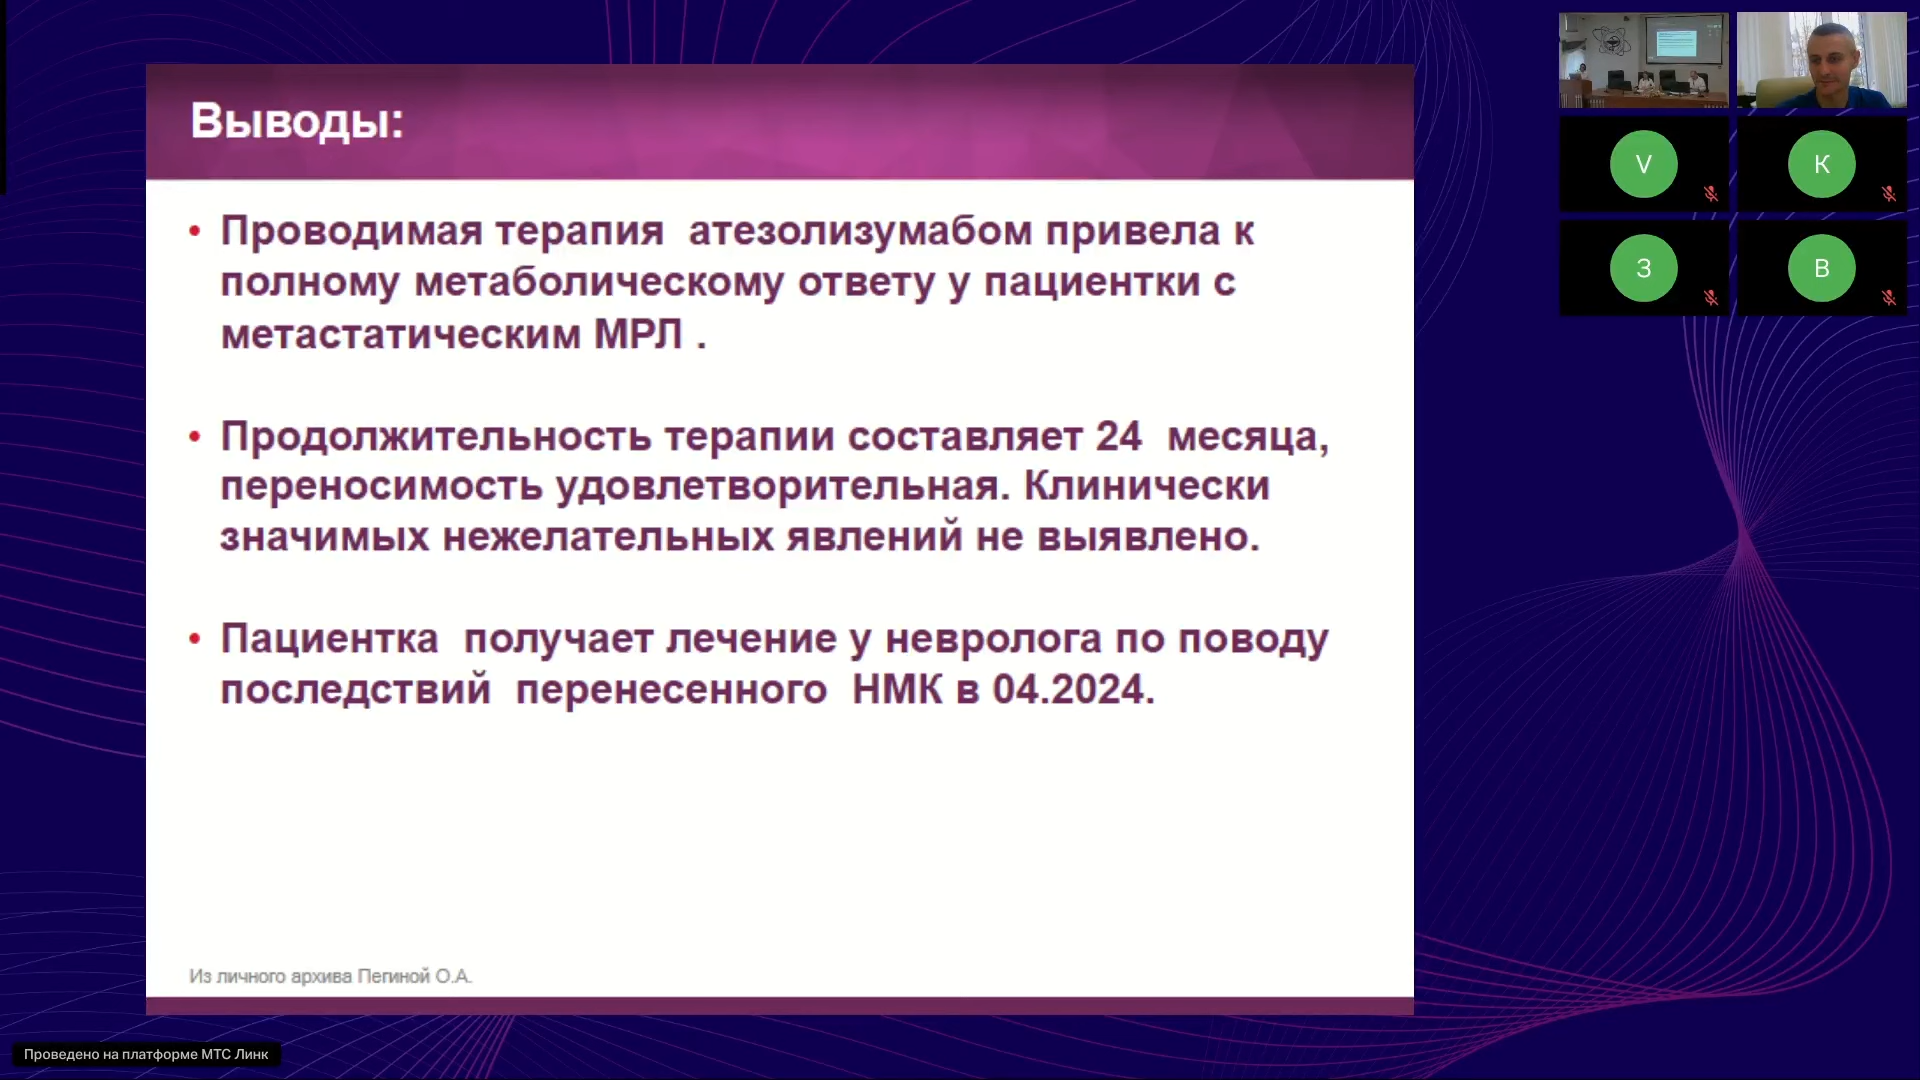 Выводы:
• Проводимая терапия атезолизумабом привела к
полному метаболическому ответу у пациентки с
метастатическим МРЛ .
• Продолжительность терапии составляет 24 месяца,
переносимость удовлетворительная. Клинически
значимых нежелательных явлений не выявлено.
• Пациентка получает лечение у невролога по поводу
последствий перенесенного НМК в 04.2024.
Из личного архива Пегиной О.А.
V
К
З
В
Проведено на платформе МТС Линк